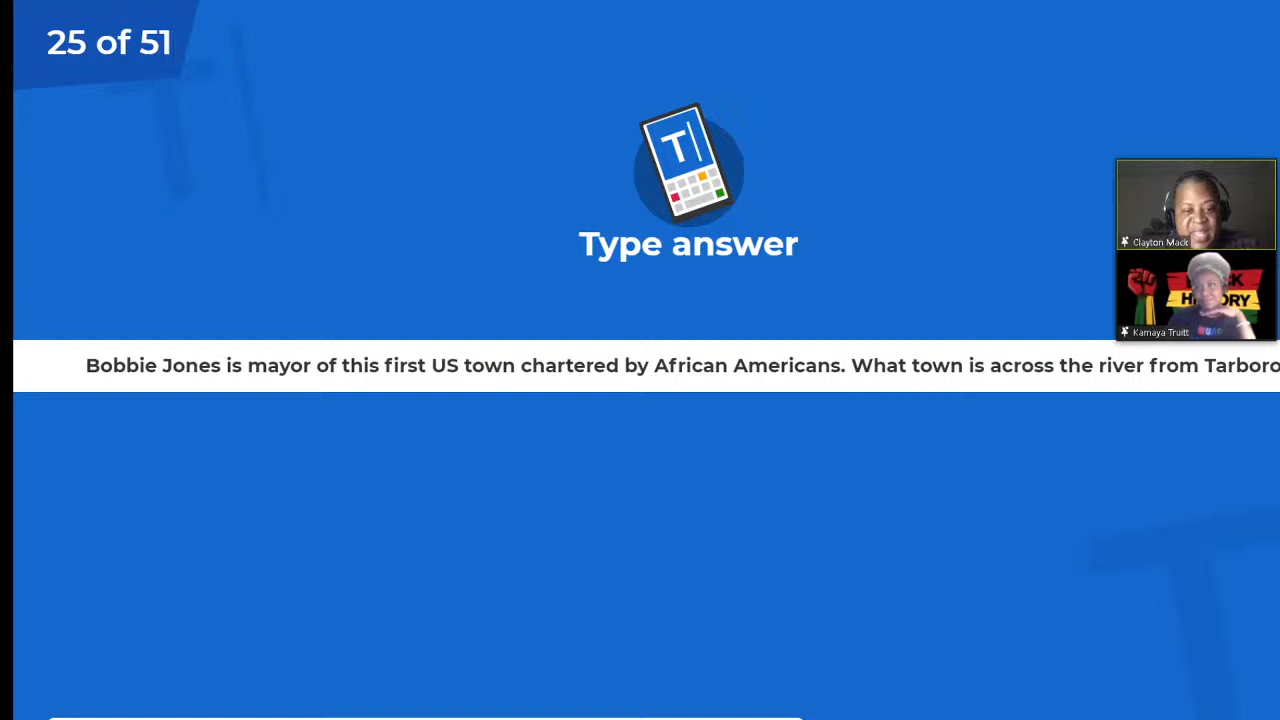 25 of 51
T
Type answer
Clayton Mack
HISTORY
Kamaya Truitt
Bobbie Jones is mayor of this first US town chartered by African Americans. What town is across the river from Tarboro